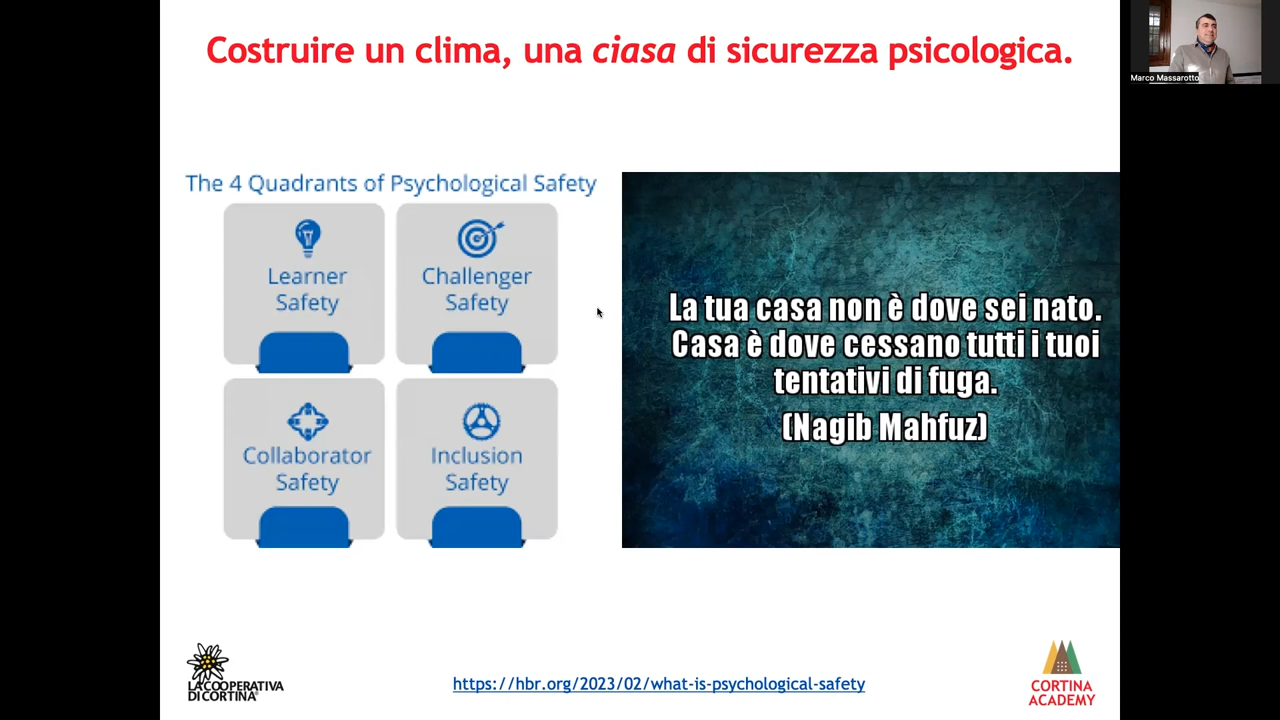 Costruire un clima, una ciasa di sicurezza psicologica.
Marco Massarotto
The 4 Quadrants of Psychological Safety
Learner
Safety
Challenger
Safety
Collaborator
Safety
Inclusion
Safety
La tua casa non è dove sei nato.
Casa è dove cessano tutti i tuoi
tentativi di fuga.
(Nagib Mahfuz)
LA COOPERATIVA
DI CORTINA
https://hbr.org/2023/02/what-is-psychological-safety
CORTINA
ACADEMY